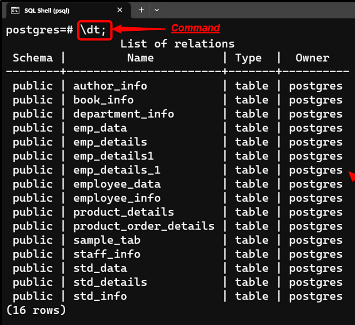 SQL Shell (psql)
postgres=# \dt; Command
List of relations
Schema | Name | Type | Owner
--------+-----------------------+-------+----------
public | author_info | table | postgres
public | book_info | table | postgres
public | department_info | table | postgres
public | emp_data | table | postgres
public | emp_details | table | postgres
public | emp_details1 | table | postgres
public | emp_details_1 | table | postgres
public | employee_data | table | postgres
public | employee_info | table | postgres
public | product_details | table | postgres
public | product_order_details | table | postgres
public | sample_tab | table | postgres
public | staff_info | table | postgres
public | std_data | table | postgres
public | std_details | table | postgres
public | std_info | table | postgres
(16 rows)